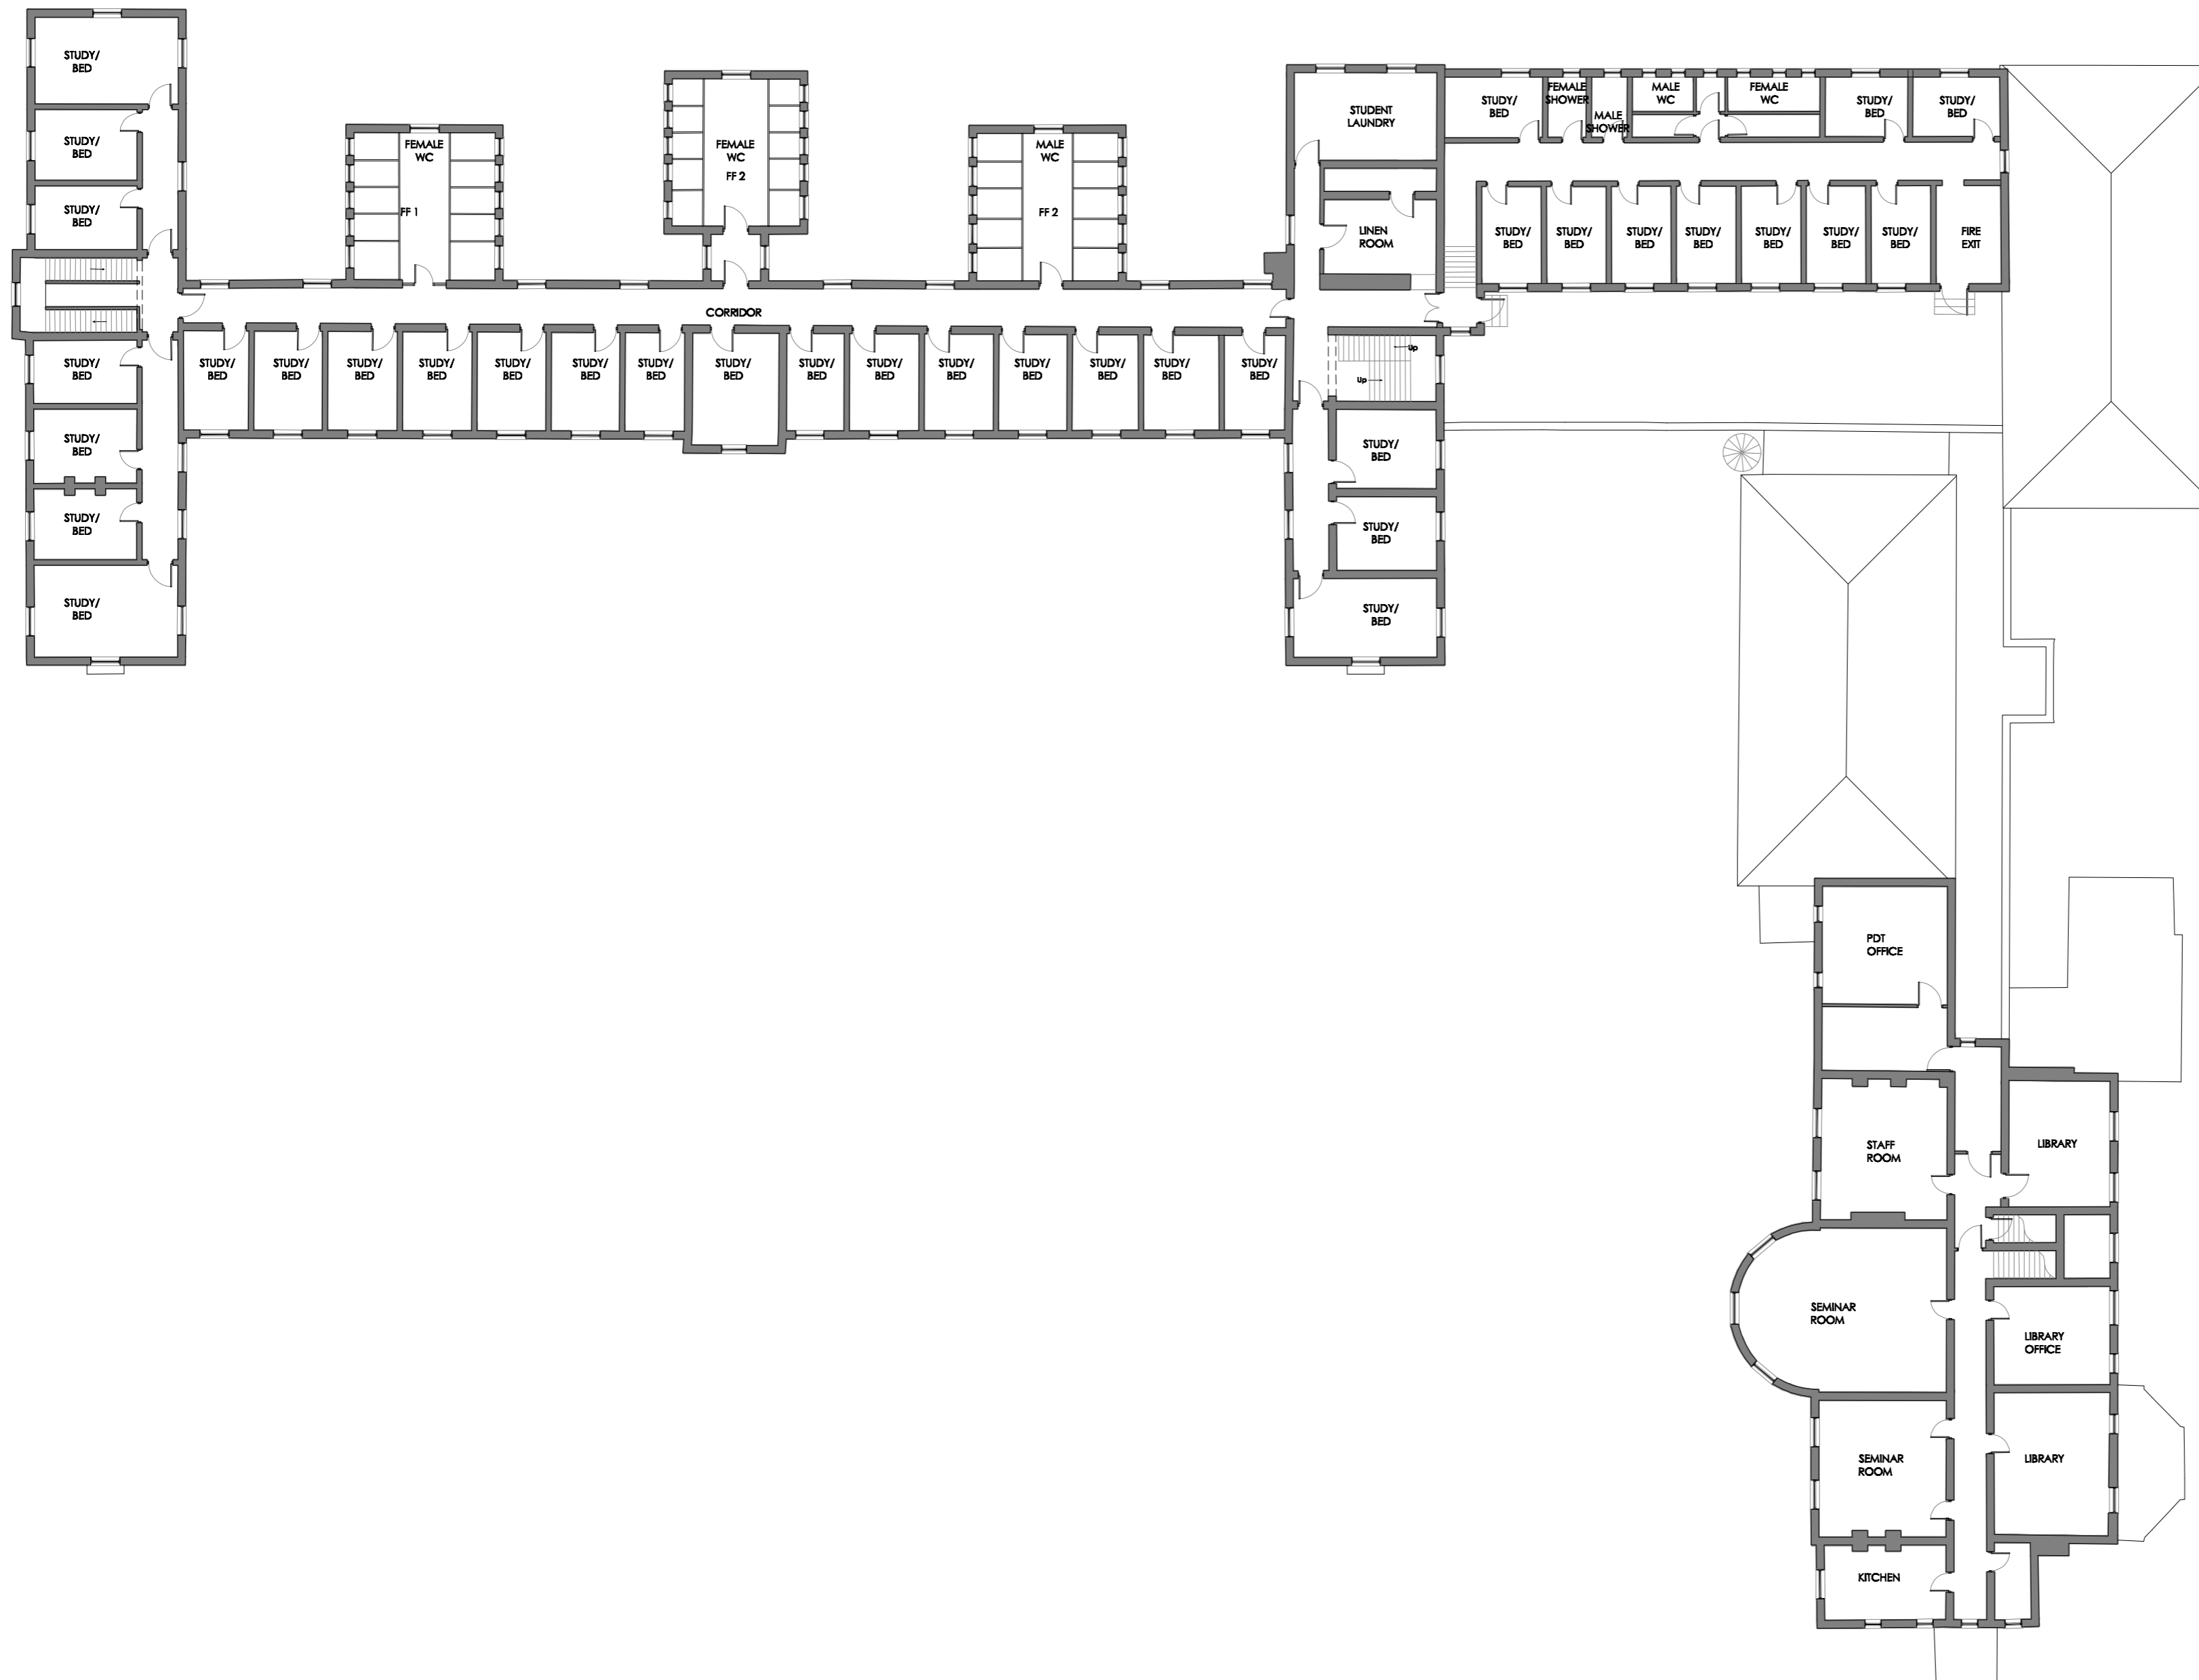 STUDY/
BED
STUDY/
BED
STUDY/
BED
STUDY/
BED
STUDY/
BED
STUDY/
BED
STUDY/
BED
FEMALE
WC
FF 1
FEMALE
WC
FF 2
MALE
WC
FF 2
CORRIDOR
STUDY/
BED
STUDY/
BED
STUDY/
BED
STUDY/
BED
STUDY/
BED
STUDY/
BED
STUDY/
BED
STUDY/
BED
STUDY/
BED
STUDY/
BED
STUDY/
BED
STUDY/
BED
STUDY/
BED
STUDY/
BED
STUDY/
BED
STUDENT
LAUNDRY
LINEN
ROOM
Up
Up
STUDY/
BED
STUDY/
BED
STUDY/
BED
STUDY/
BED
FEMALE
SHOWER
MALE
SHOWER
MALE
WC
FEMALE
WC
STUDY/
BED
STUDY/
BED
STUDY/
BED
STUDY/
BED
STUDY/
BED
STUDY/
BED
STUDY/
BED
STUDY/
BED
STUDY/
BED
FIRE
EXIT
PDT
OFFICE
STAFF
ROOM
LIBRARY
SEMINAR
ROOM
LIBRARY
OFFICE
SEMINAR
ROOM
LIBRARY
KITCHEN